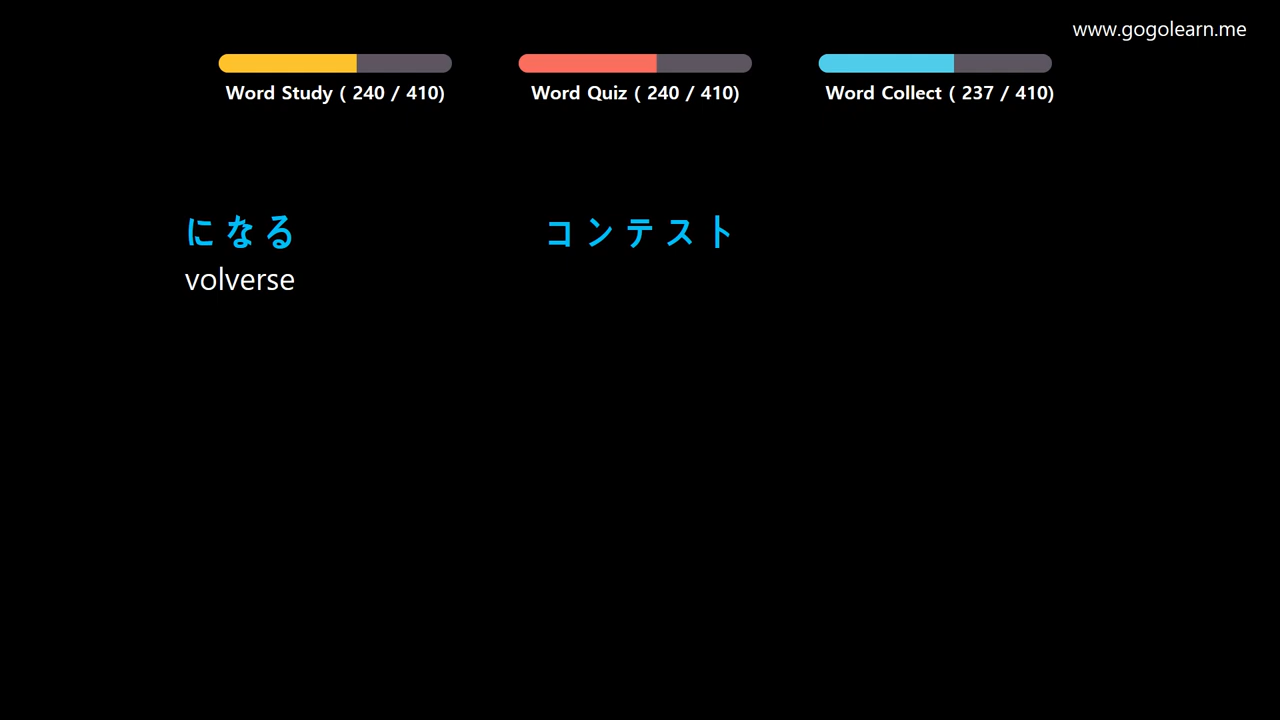 www.gogolearn.me
Word Study ( 240 / 410)
Word Quiz ( 240 / 410)
Word Collect ( 237 / 410)
になる
volverse
コンテスト